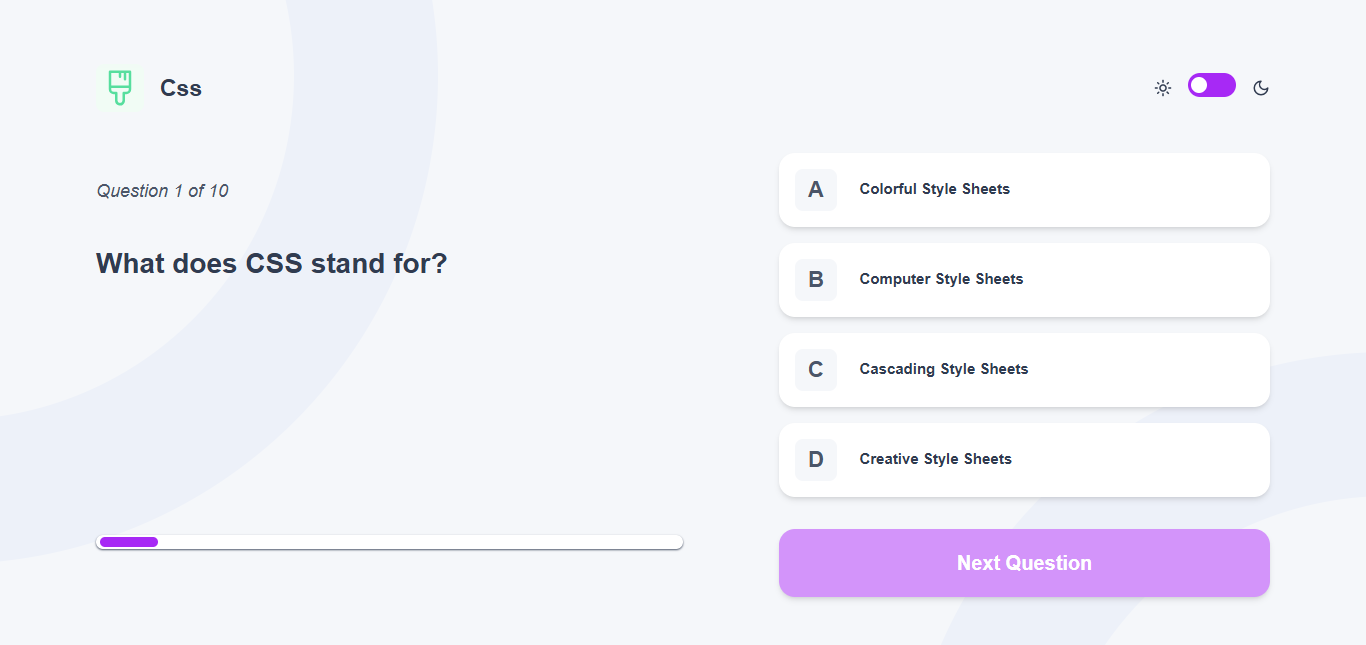 Css
Question 1 of 10
What does CSS stand for?
A Colorful Style Sheets
B Computer Style Sheets
C Cascading Style Sheets
D Creative Style Sheets
Next Question